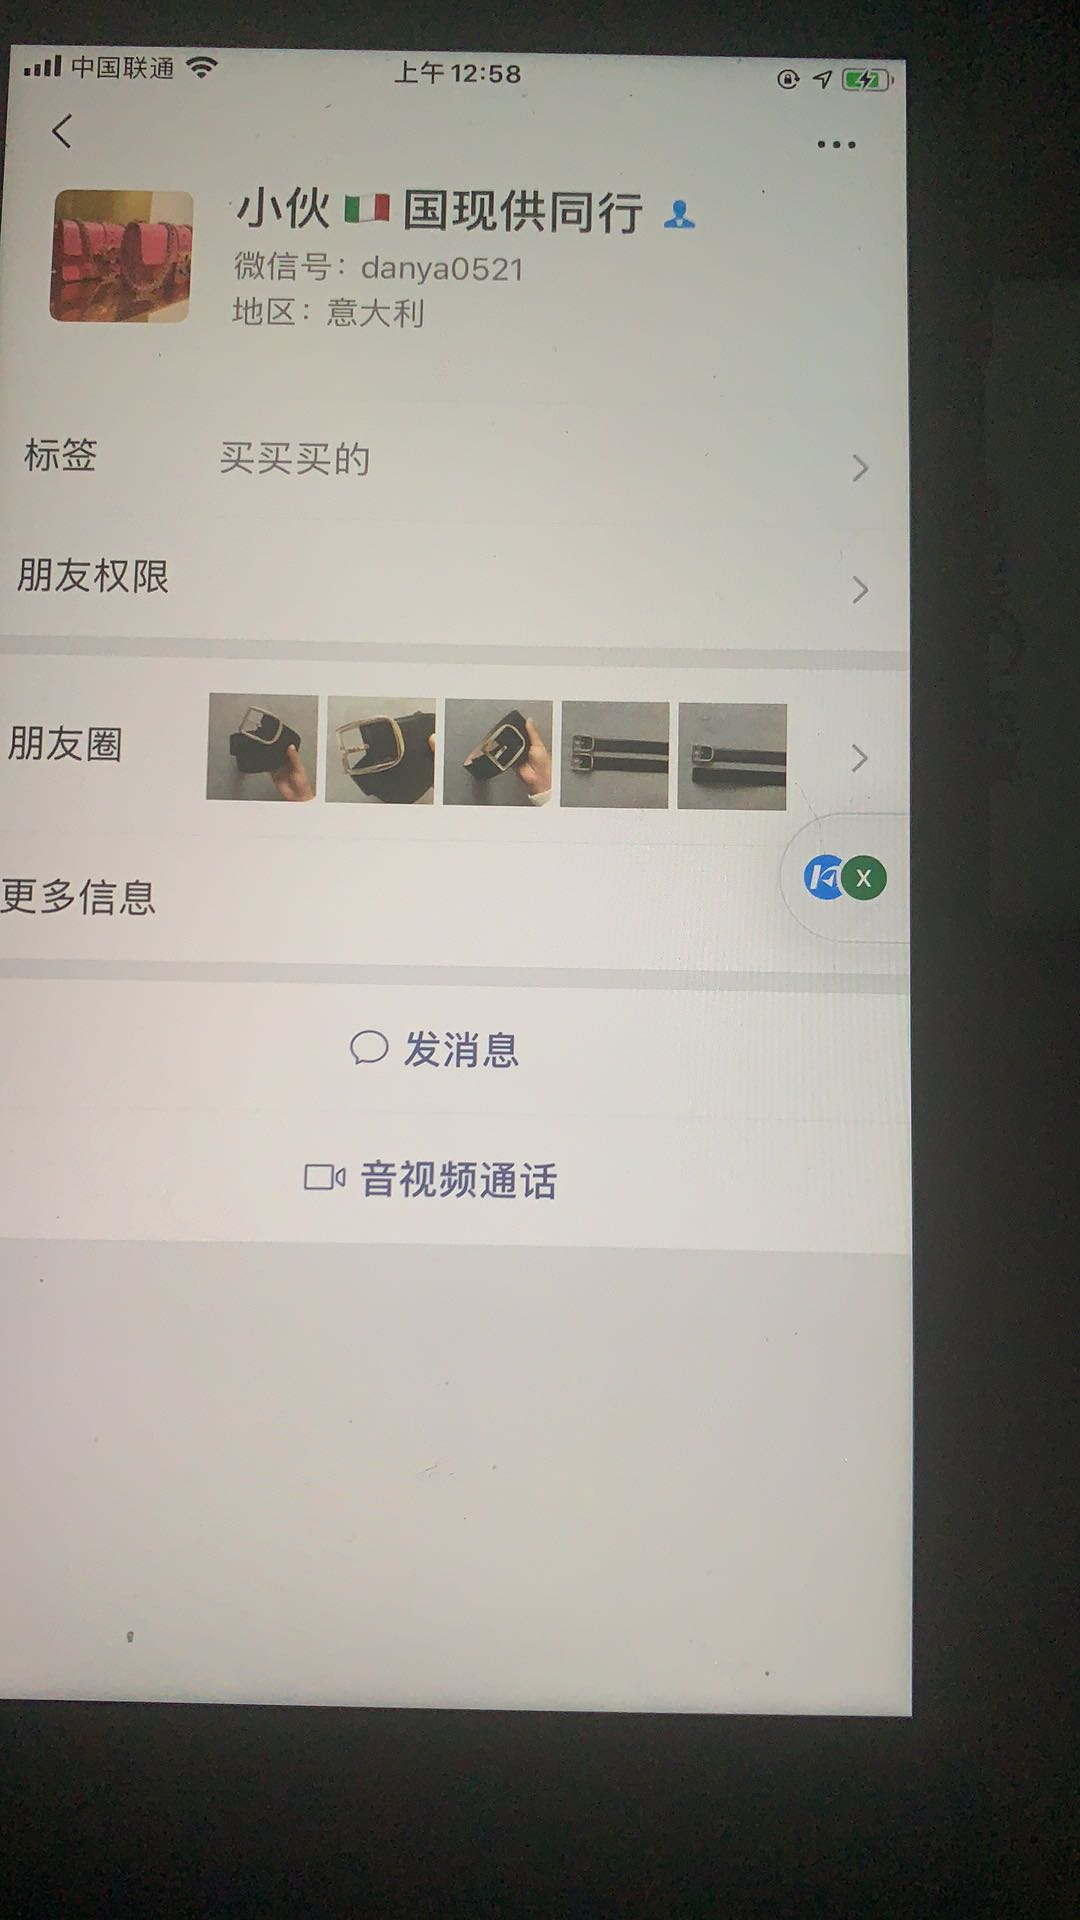 中国联通
上午12:58
小伙🇮🇹国现供同行
微信号：danya0521
地区：意大利
标签
买买买的
朋友权限
朋友圈
更多信息
X
发消息
音视频通话